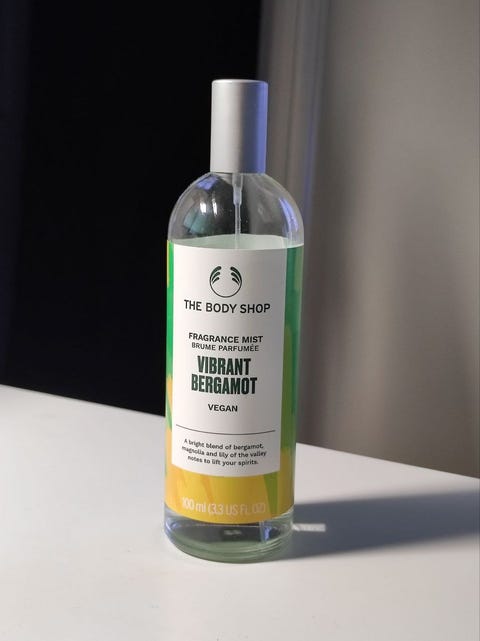 THE BODY SHOP
FRAGRANCE MIST
BRUME PARFUMÉE
VIBRANT
BERGAMOT
VEGAN
A bright blend of bergamot,
magnolia and lily of the valley
notes to lift your spirits.
100 ml (3.3 US FL OZ)